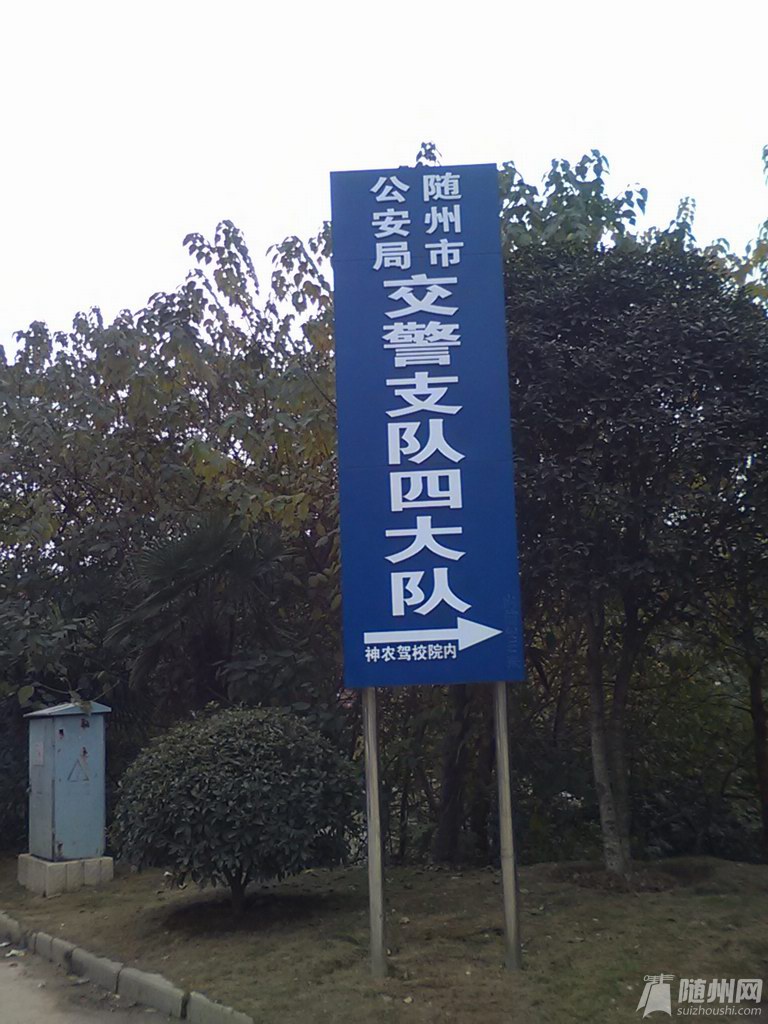 随州市
公安局
交警支队四大队
神农驾校院内
随州网
suizhoushi.com